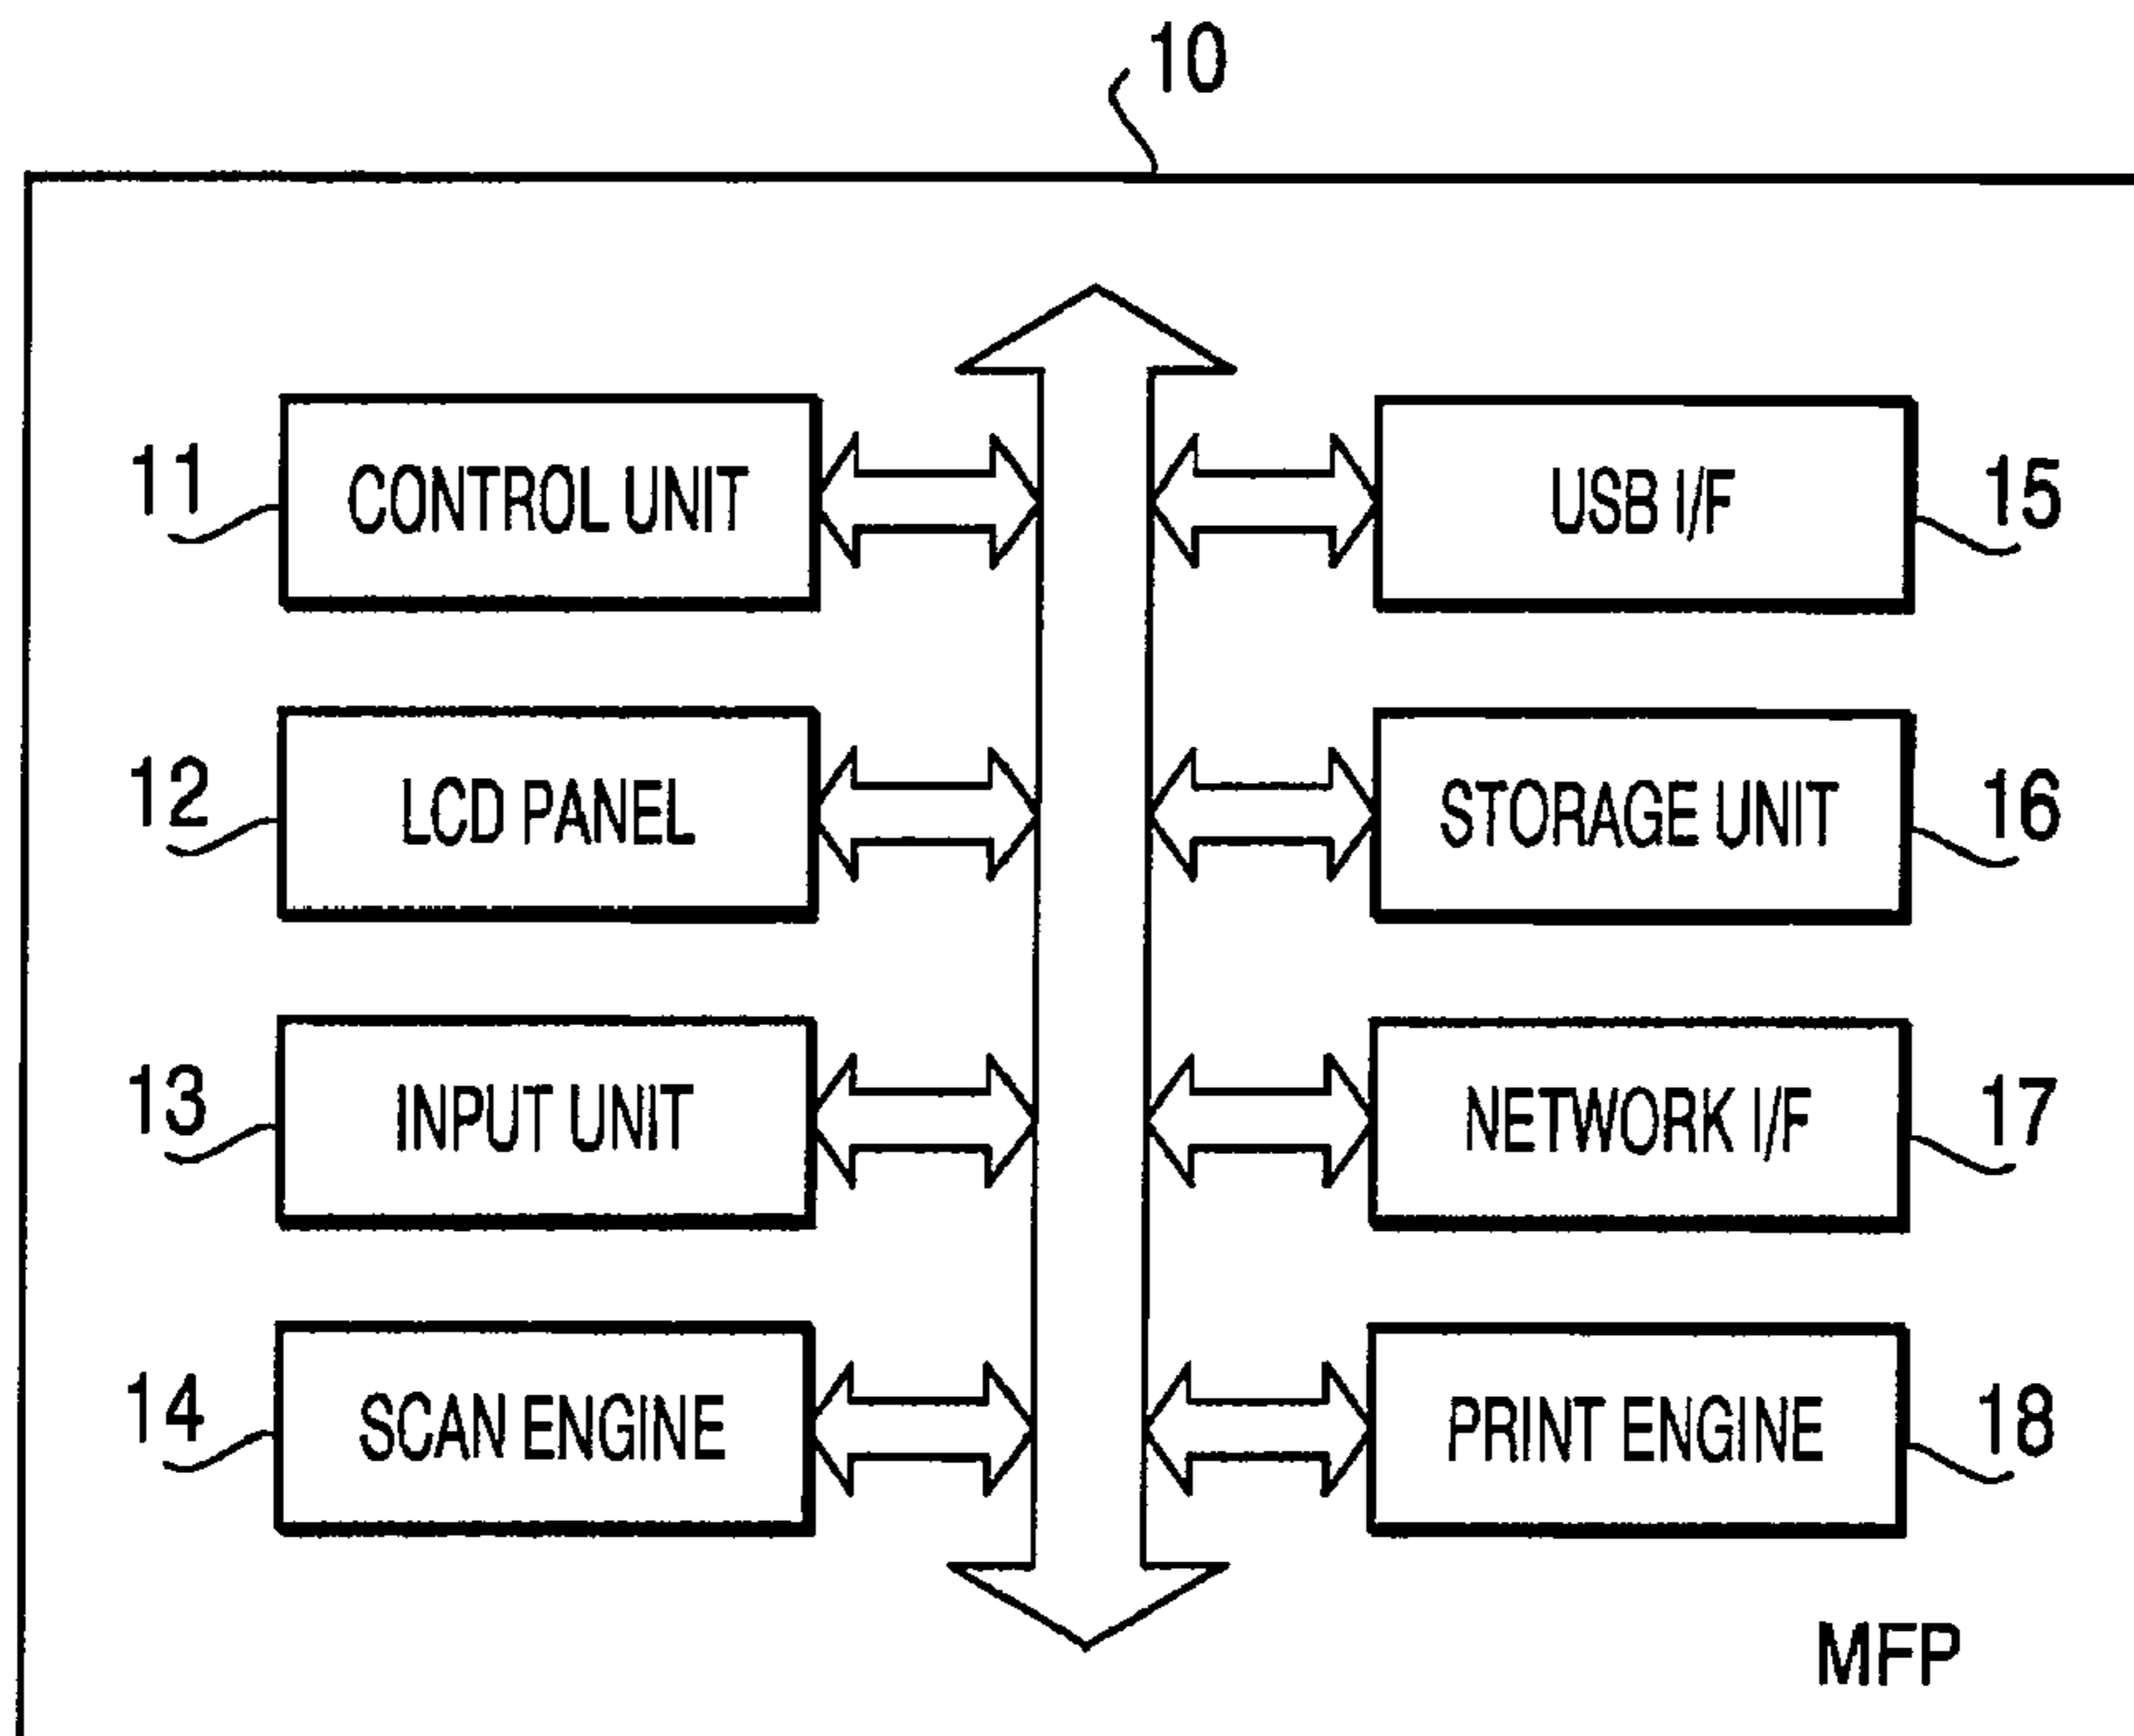 10
11 CONTROL UNIT
USB I/F 15
12 LCD PANEL
STORAGE UNIT 16
13 INPUT UNIT
NETWORK I/F 17
14 SCAN ENGINE
PRINT ENGINE 18
MFP